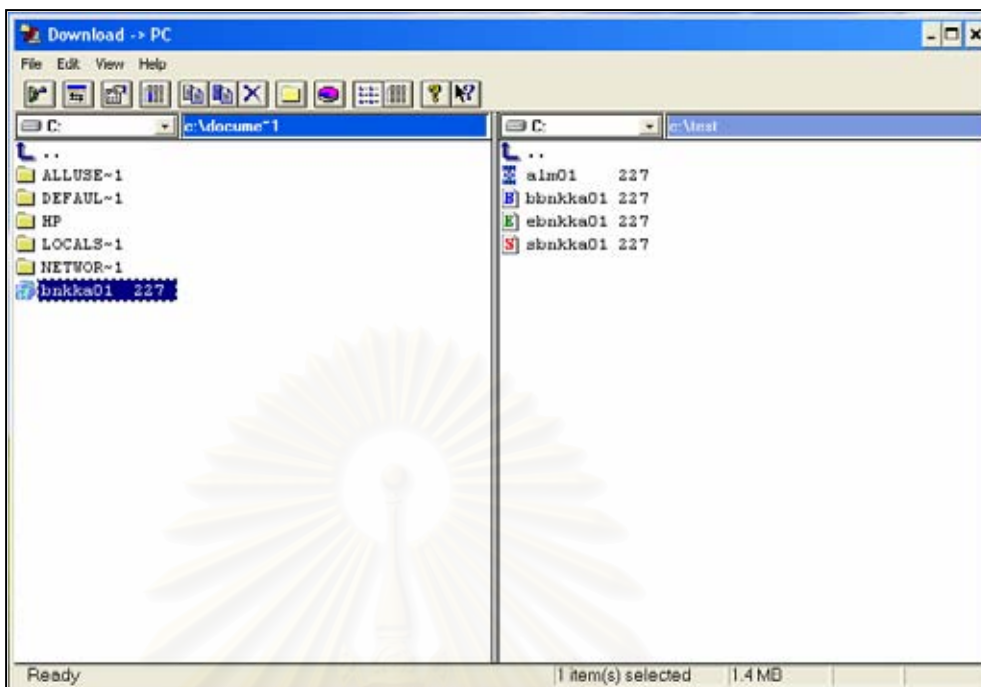 Download -> PC
File Edit View Help
C: c:\docume~1
..
ALLUSE~1
DEFAUL~1
HP
LOCALS~1
NETWOR~1
bnkka01 227
C: c:\test
..
alm01 227
B bbnkka01 227
E ebnkka01 227
S sbnkka01 227
Ready 1 item(s) selected 1.4 MB